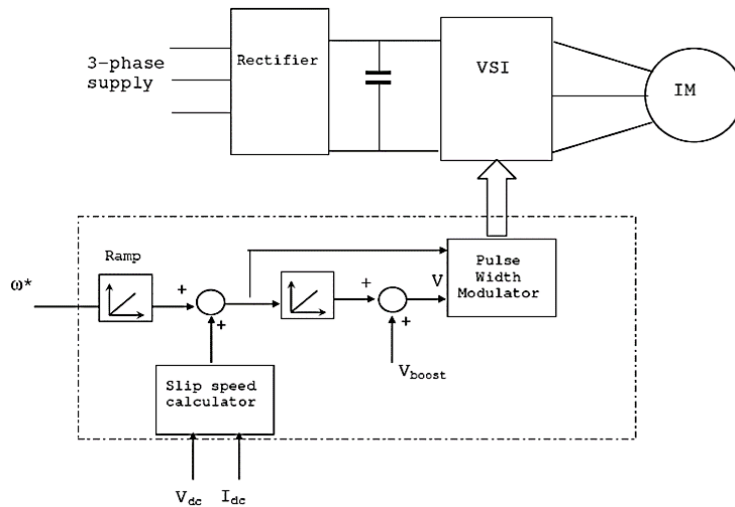 3-phase
supply
Rectifier
VSI
IM
ω*
Ramp
+
+
+
+
V
Pulse
Width
Modulator
V_boost
Slip speed
calculator
V_dc
I_dc